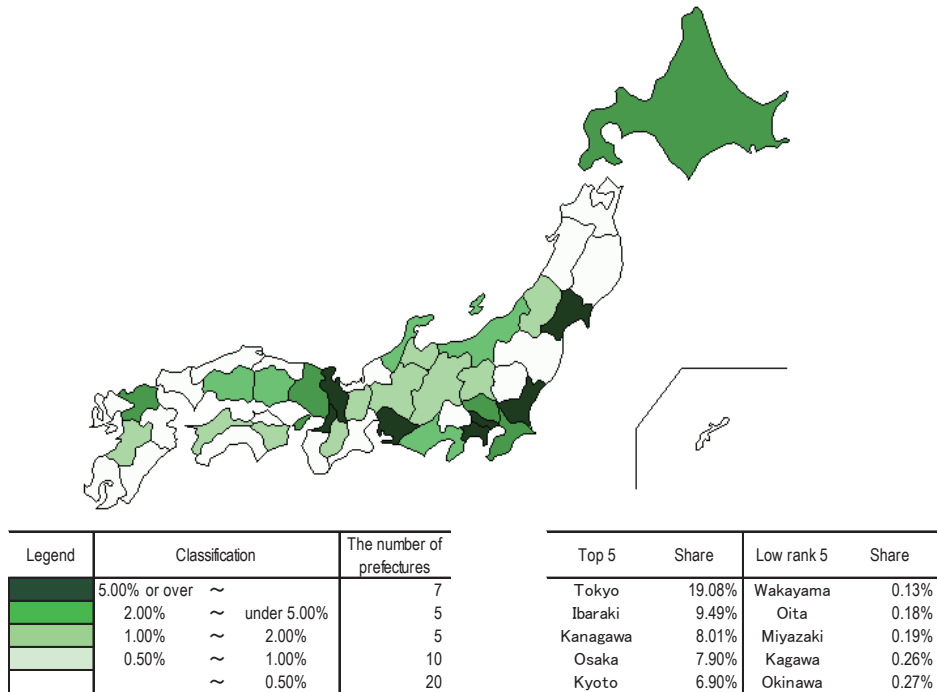 Legend Classification The number of prefectures
5.00% or over ～ 7
2.00% ～ under 5.00% 5
1.00% ～ 2.00% 5
0.50% ～ 1.00% 10
～ 0.50% 20
Top 5 Share Low rank 5 Share
Tokyo 19.08% Wakayama 0.13%
Ibaraki 9.49% Oita 0.18%
Kanagawa 8.01% Miyazaki 0.19%
Osaka 7.90% Kagawa 0.26%
Kyoto 6.90% Okinawa 0.27%